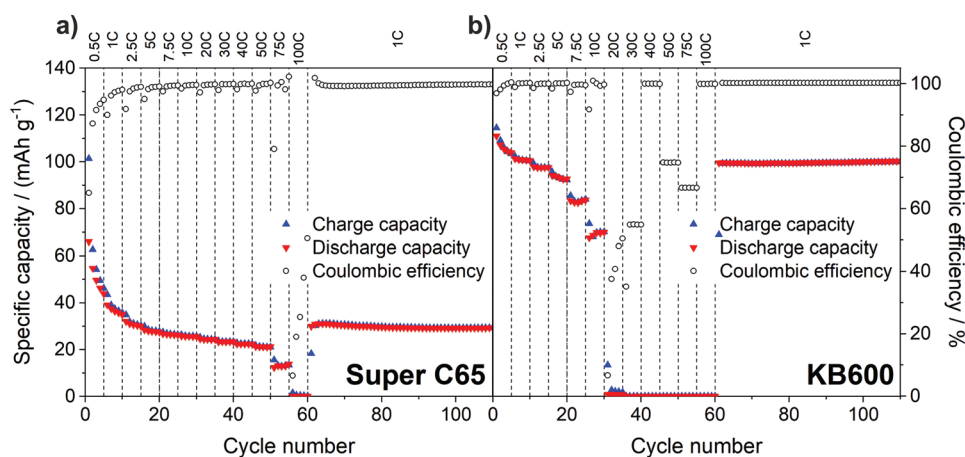 a)
0.5C 1C 2.5C 5C 7.5C 10C 20C 30C 40C 50C 75C 100C 1C
Specific capacity / (mAh g⁻¹)
140
120
100
80
60
40
20
0
Charge capacity
Discharge capacity
Coulombic efficiency
Super C65
0 20 40 60 80 100
Cycle number
b)
0.5C 1C 2.5C 5C 7.5C 10C 20C 30C 40C 50C 75C 100C 1C
Charge capacity
Discharge capacity
Coulombic efficiency
KB600
0 20 40 60 80 100
Cycle number
100
80
60
40
20
0
Coulombic efficiency / %